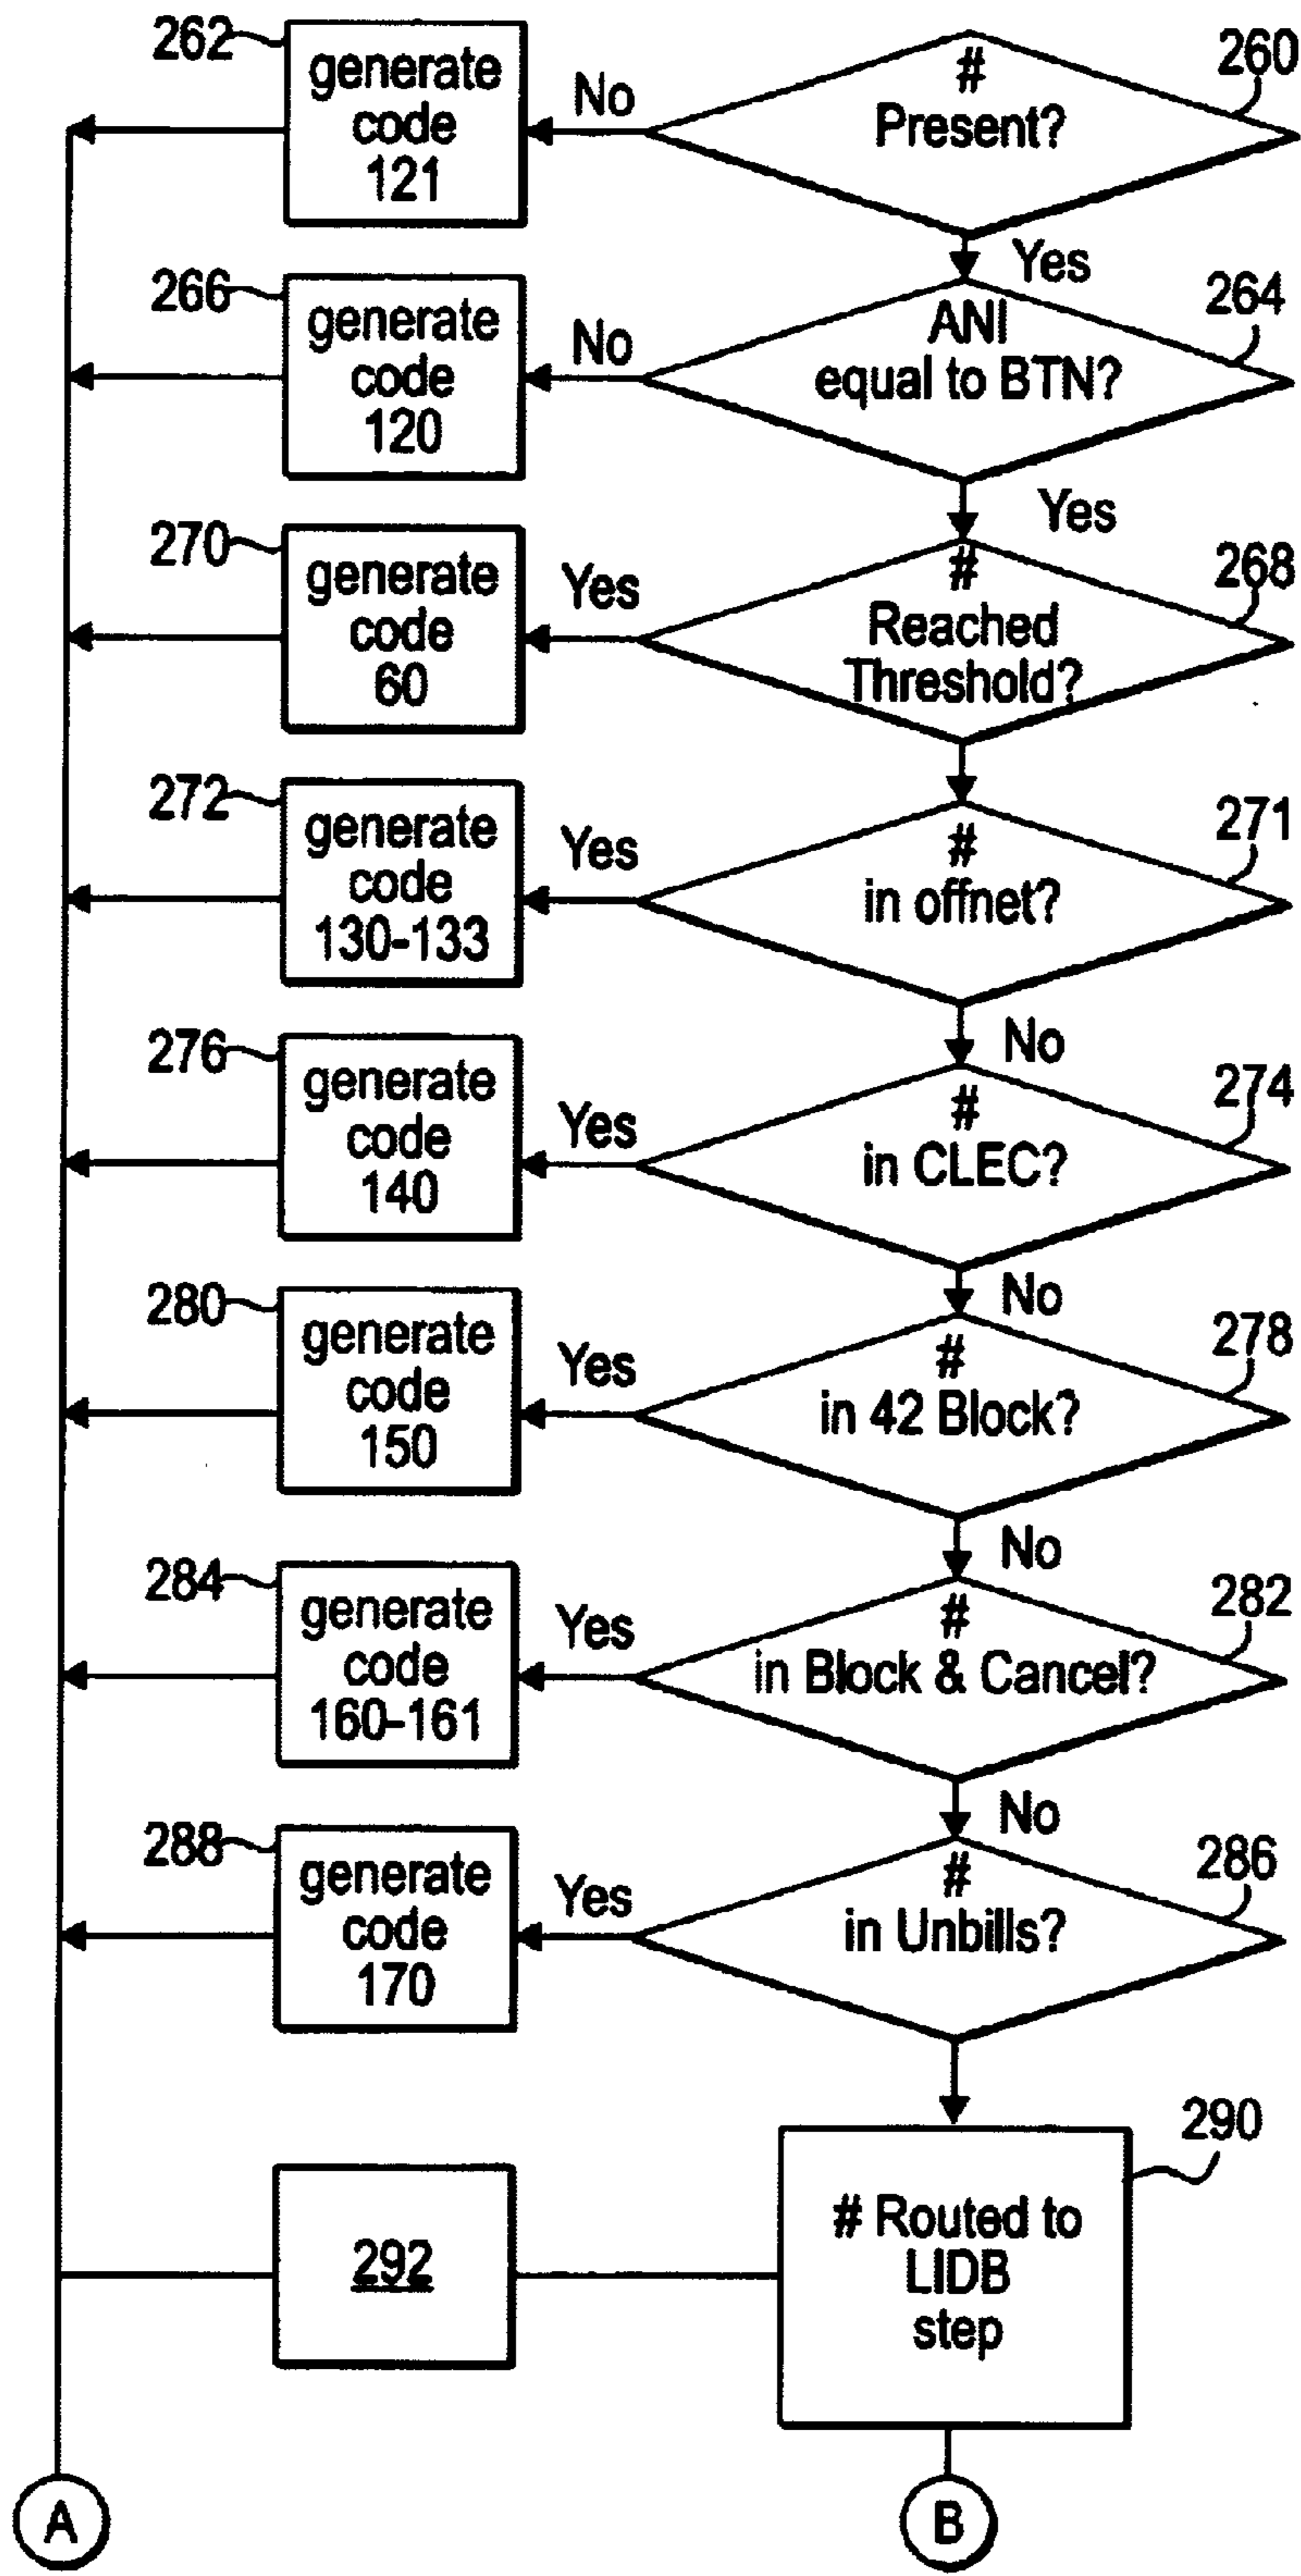 262
generate
code
121
No
#
Present?
260
Yes
266
generate
code
120
No
ANI
equal to BTN?
264
Yes
270
generate
code
60
Yes
#
Reached
Threshold?
268
272
generate
code
130-133
Yes
#
in offnet?
271
No
276
generate
code
140
Yes
#
in CLEC?
274
No
280
generate
code
150
Yes
#
in 42 Block?
278
No
284
generate
code
160-161
Yes
#
in Block & Cancel?
282
No
288
generate
code
170
Yes
#
in Unbills?
286
290
# Routed to
LIDB
step
292
A
B